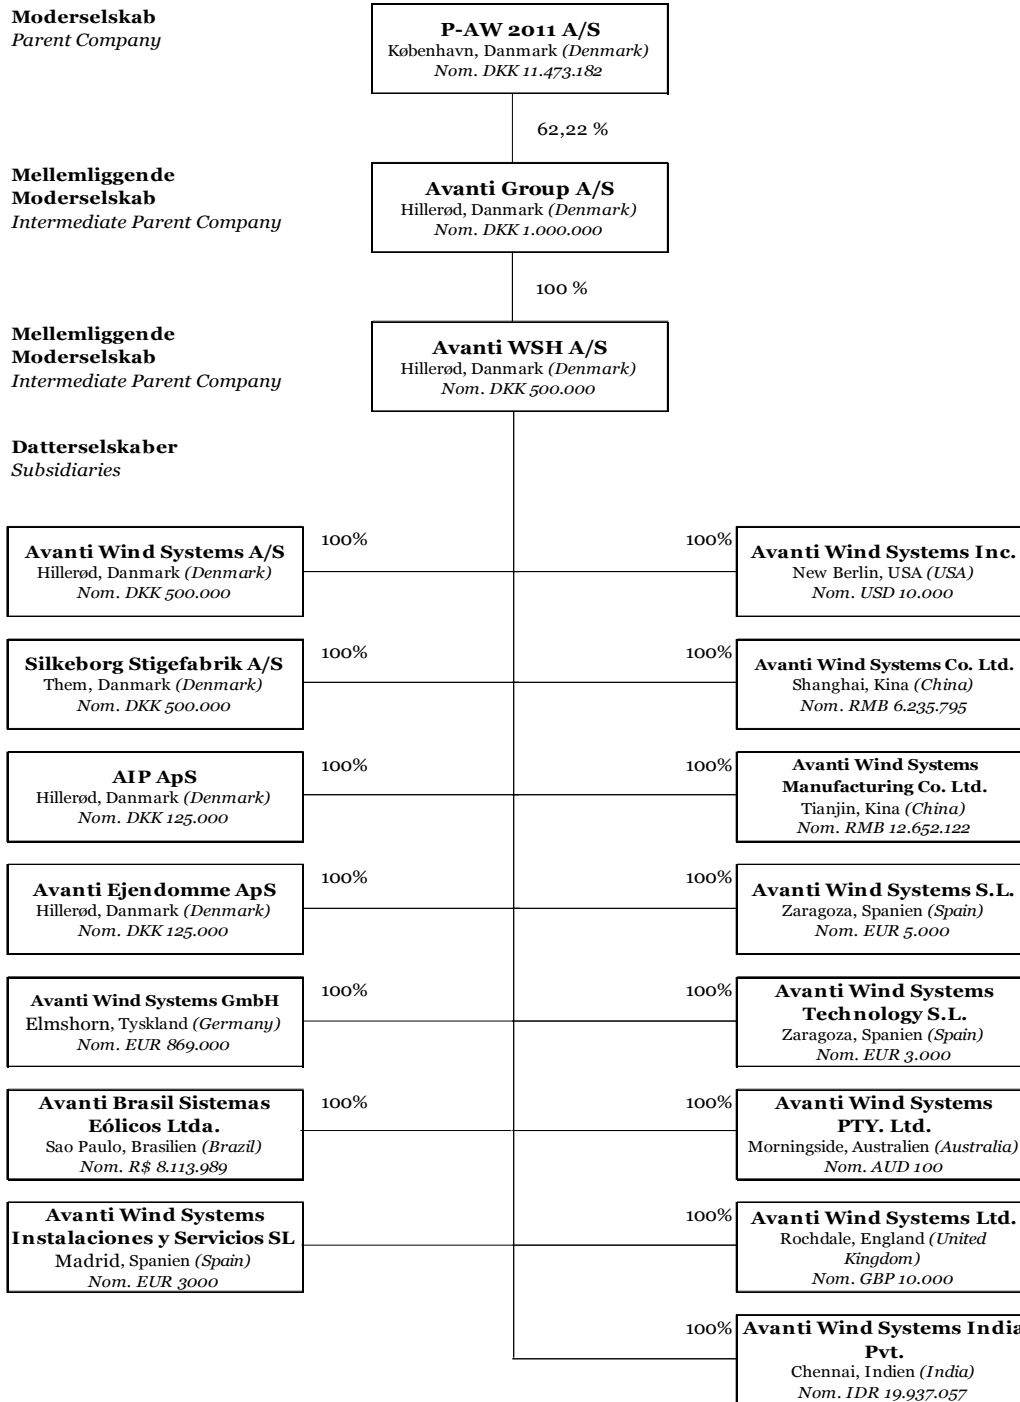 Moderselskab
Parent Company
P-AW 2011 A/S
København, Danmark (Denmark)
Nom. DKK 11.473.182
62,22 %
Mellemliggende
Moderselskab
Intermediate Parent Company
Avanti Group A/S
Hillerød, Danmark (Denmark)
Nom. DKK 1.000.000
100 %
Mellemliggende
Moderselskab
Intermediate Parent Company
Avanti WSH A/S
Hillerød, Danmark (Denmark)
Nom. DKK 500.000
Datterselskaber
Subsidiaries
Avanti Wind Systems A/S
Hillerød, Danmark (Denmark)
Nom. DKK 500.000
100%
100%
Avanti Wind Systems Inc.
New Berlin, USA (USA)
Nom. USD 10.000
Silkeborg Stigefabrik A/S
Them, Danmark (Denmark)
Nom. DKK 500.000
100%
100%
Avanti Wind Systems Co. Ltd.
Shanghai, Kina (China)
Nom. RMB 6.235.795
AIP ApS
Hillerød, Danmark (Denmark)
Nom. DKK 125.000
100%
100%
Avanti Wind Systems
Manufacturing Co. Ltd.
Tianjin, Kina (China)
Nom. RMB 12.652.122
Avanti Ejendomme ApS
Hillerød, Danmark (Denmark)
Nom. DKK 125.000
100%
100%
Avanti Wind Systems S.L.
Zaragoza, Spanien (Spain)
Nom. EUR 5.000
Avanti Wind Systems GmbH
Elmshorn, Tyskland (Germany)
Nom. EUR 869.000
100%
100%
Avanti Wind Systems
Technology S.L.
Zaragoza, Spanien (Spain)
Nom. EUR 3.000
Avanti Brasil Sistemas
Eólicos Ltda.
Sao Paulo, Brasilien (Brazil)
Nom. R$ 8.113.989
100%
100%
Avanti Wind Systems
PTY. Ltd.
Morningside, Australien (Australia)
Nom. AUD 100
Avanti Wind Systems
Instalaciones y Servicios SL
Madrid, Spanien (Spain)
Nom. EUR 3000
100%
Avanti Wind Systems Ltd.
Rochdale, England (United
Kingdom)
Nom. GBP 10.000
100%
Avanti Wind Systems India
Pvt.
Chennai, Indien (India)
Nom. IDR 19.937.057